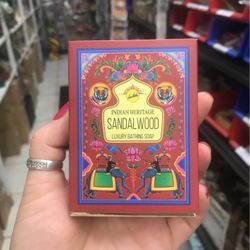 INDIAN HERITAGE
SANDALWOOD
LUXURY BATHING SOAP